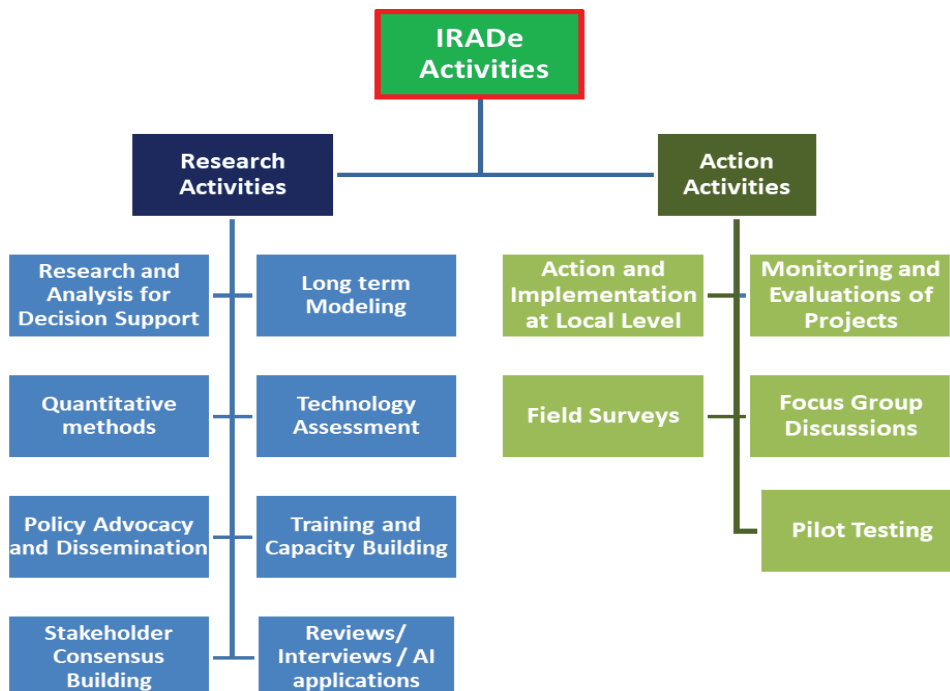 IRADe
Activities
Research
Activities
Action
Activities
Research and
Analysis for
Decision Support
Long term
Modeling
Action and
Implementation
at Local Level
Monitoring and
Evaluations of
Projects
Quantitative
methods
Technology
Assessment
Field Surveys
Focus Group
Discussions
Policy Advocacy
and Dissemination
Training and
Capacity Building
Pilot Testing
Stakeholder
Consensus
Building
Reviews/
Interviews / AI
applications